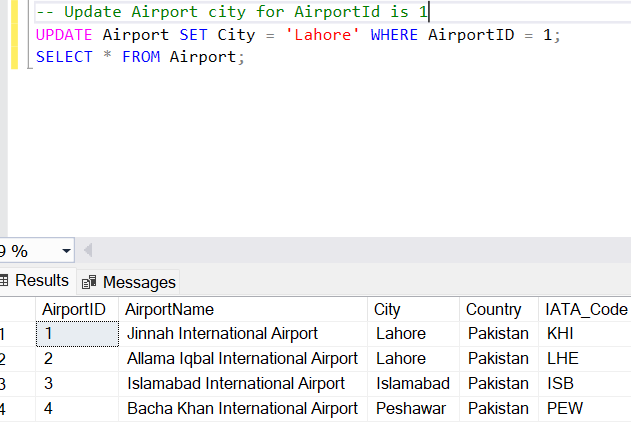 -- Update Airport city for AirportId is 1
UPDATE Airport SET City = 'Lahore' WHERE AirportID = 1;
SELECT * FROM Airport;
9 %
Results Messages
AirportID AirportName City Country IATA_Code
1 1 Jinnah International Airport Lahore Pakistan KHI
2 2 Allama Iqbal International Airport Lahore Pakistan LHE
3 3 Islamabad International Airport Islamabad Pakistan ISB
4 4 Bacha Khan International Airport Peshawar Pakistan PEW